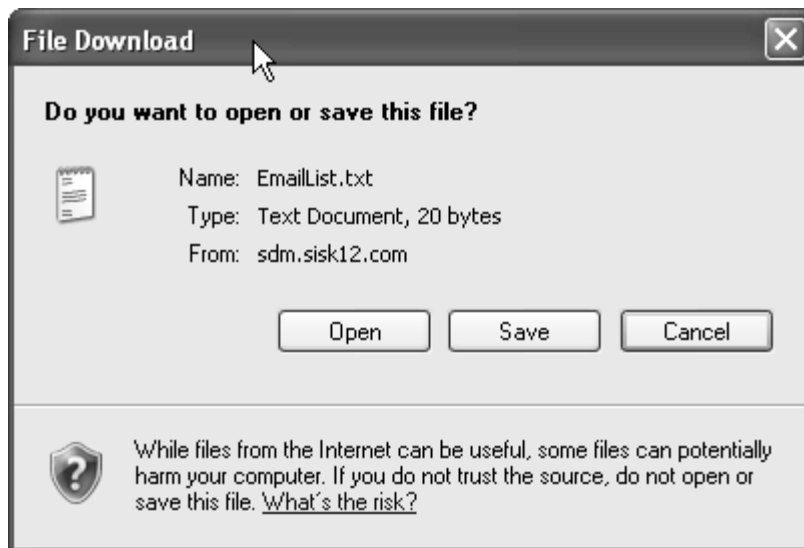 File Download
Do you want to open or save this file?
Name: EmailList.txt
Type: Text Document, 20 bytes
From: sdm.sisk12.com
Open Save Cancel
While files from the Internet can be useful, some files can potentially
harm your computer. If you do not trust the source, do not open or
save this file. What's the risk?